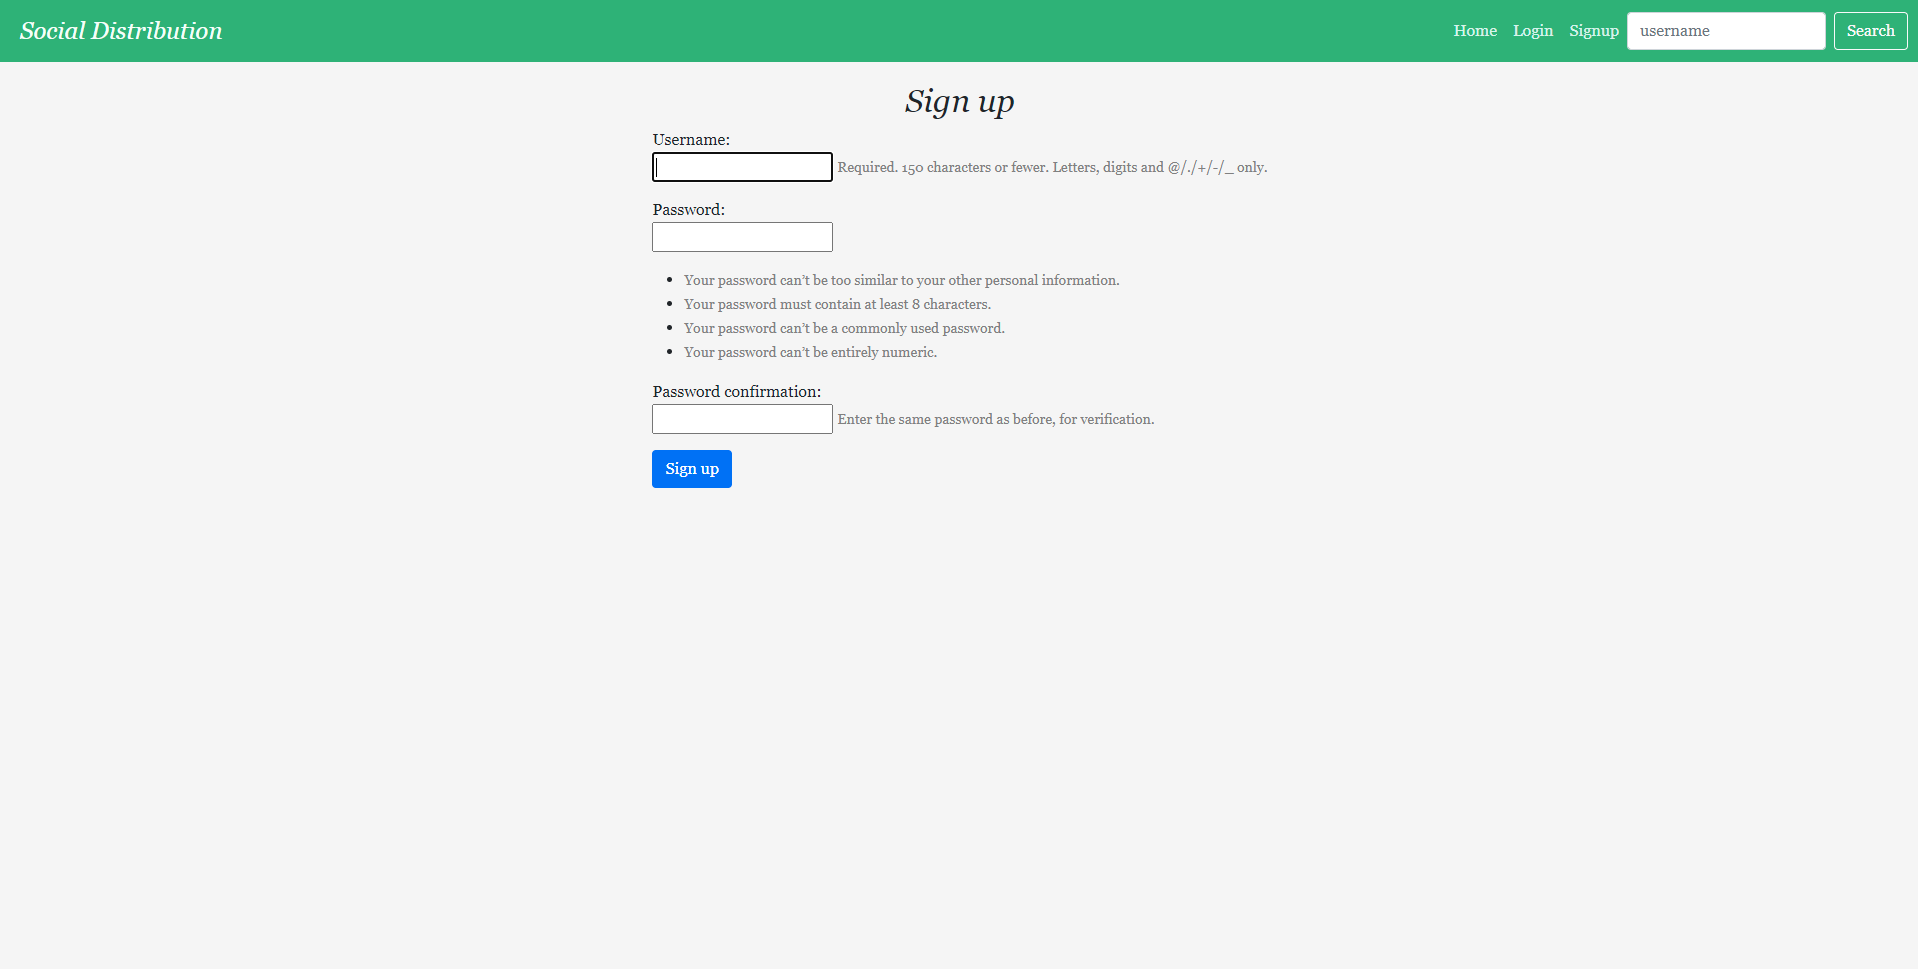 Social Distribution
Home Login Signup username Search
Sign up
Username:
Required. 150 characters or fewer. Letters, digits and @/./+/-/_ only.
Password:
Your password can’t be too similar to your other personal information.
Your password must contain at least 8 characters.
Your password can’t be a commonly used password.
Your password can’t be entirely numeric.
Password confirmation:
Enter the same password as before, for verification.
Sign up